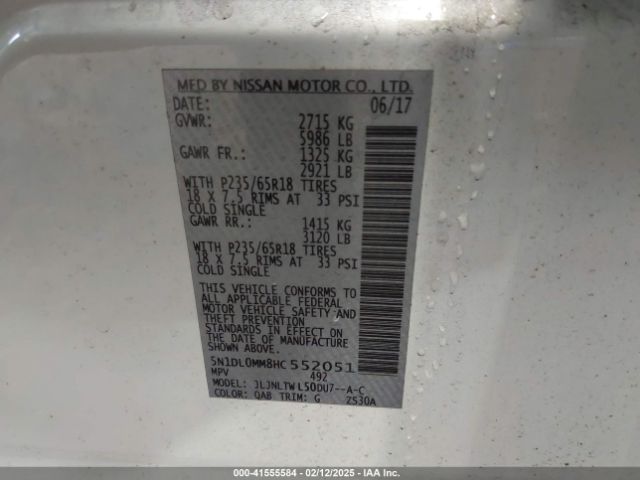 MFD BY NISSAN MOTOR CO., LTD.
DATE: 06/17
GVWR: 2715 KG
5986 LB
GAWR FR.: 1325 KG
2921 LB
WITH P235/65R18 TIRES
18 X 7.5 RIMS AT 33 PSI
COLD SINGLE
GAWR RR.: 1415 KG
3120 LB
WITH P235/65R18 TIRES
18 X 7.5 RIMS AT 33 PSI
COLD SINGLE
THIS VEHICLE CONFORMS TO
ALL APPLICABLE FEDERAL
MOTOR VEHICLE SAFETY AND
THEFT PREVENTION
STANDARDS IN EFFECT ON
THE DATE OF MANUFACTURE
SHOWN ABOVE.
5N1DL0MM8HC552051
MPV 492
MODEL: JLJNLTWL50DU7--A-C
COLOR: QAB TRIM: G 2530A
000-41555584 - 02/12/2025 - IAA Inc.